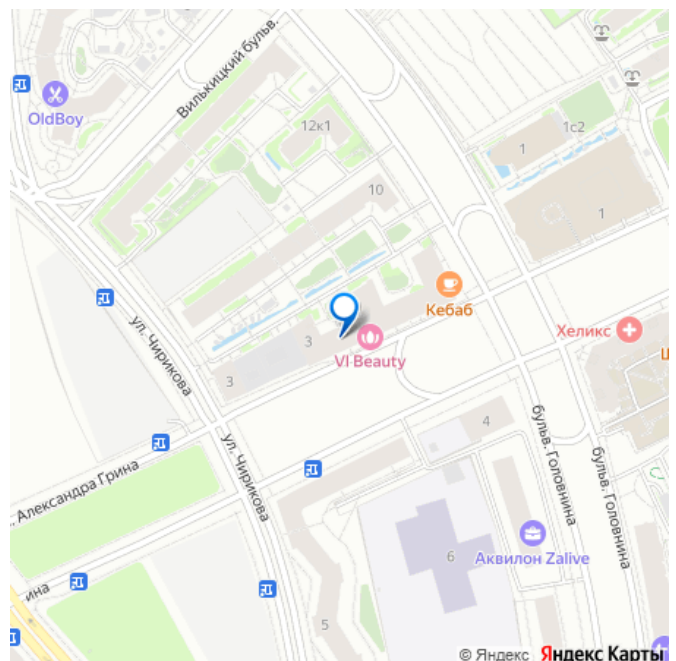 Вилькицкий бульв.
OldBoy
12к1
1с2
1
10
1
Кебаб
Хеликс
ул. Чирикова
3
VI Beauty
3
4
ул. Чирикова
Александра Грина
бульв. Головнина
бульв. Головнина
Аквилон Zalive
6
ина
5
© Яндекс Яндекс Карты